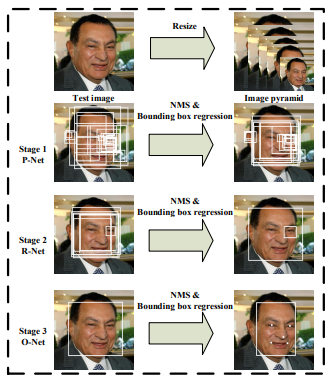 Resize
Test image
Image pyramid
NMS &
Bounding box regression
Stage 1
P-Net
NMS &
Bounding box regression
Stage 2
R-Net
NMS &
Bounding box regression
Stage 3
O-Net